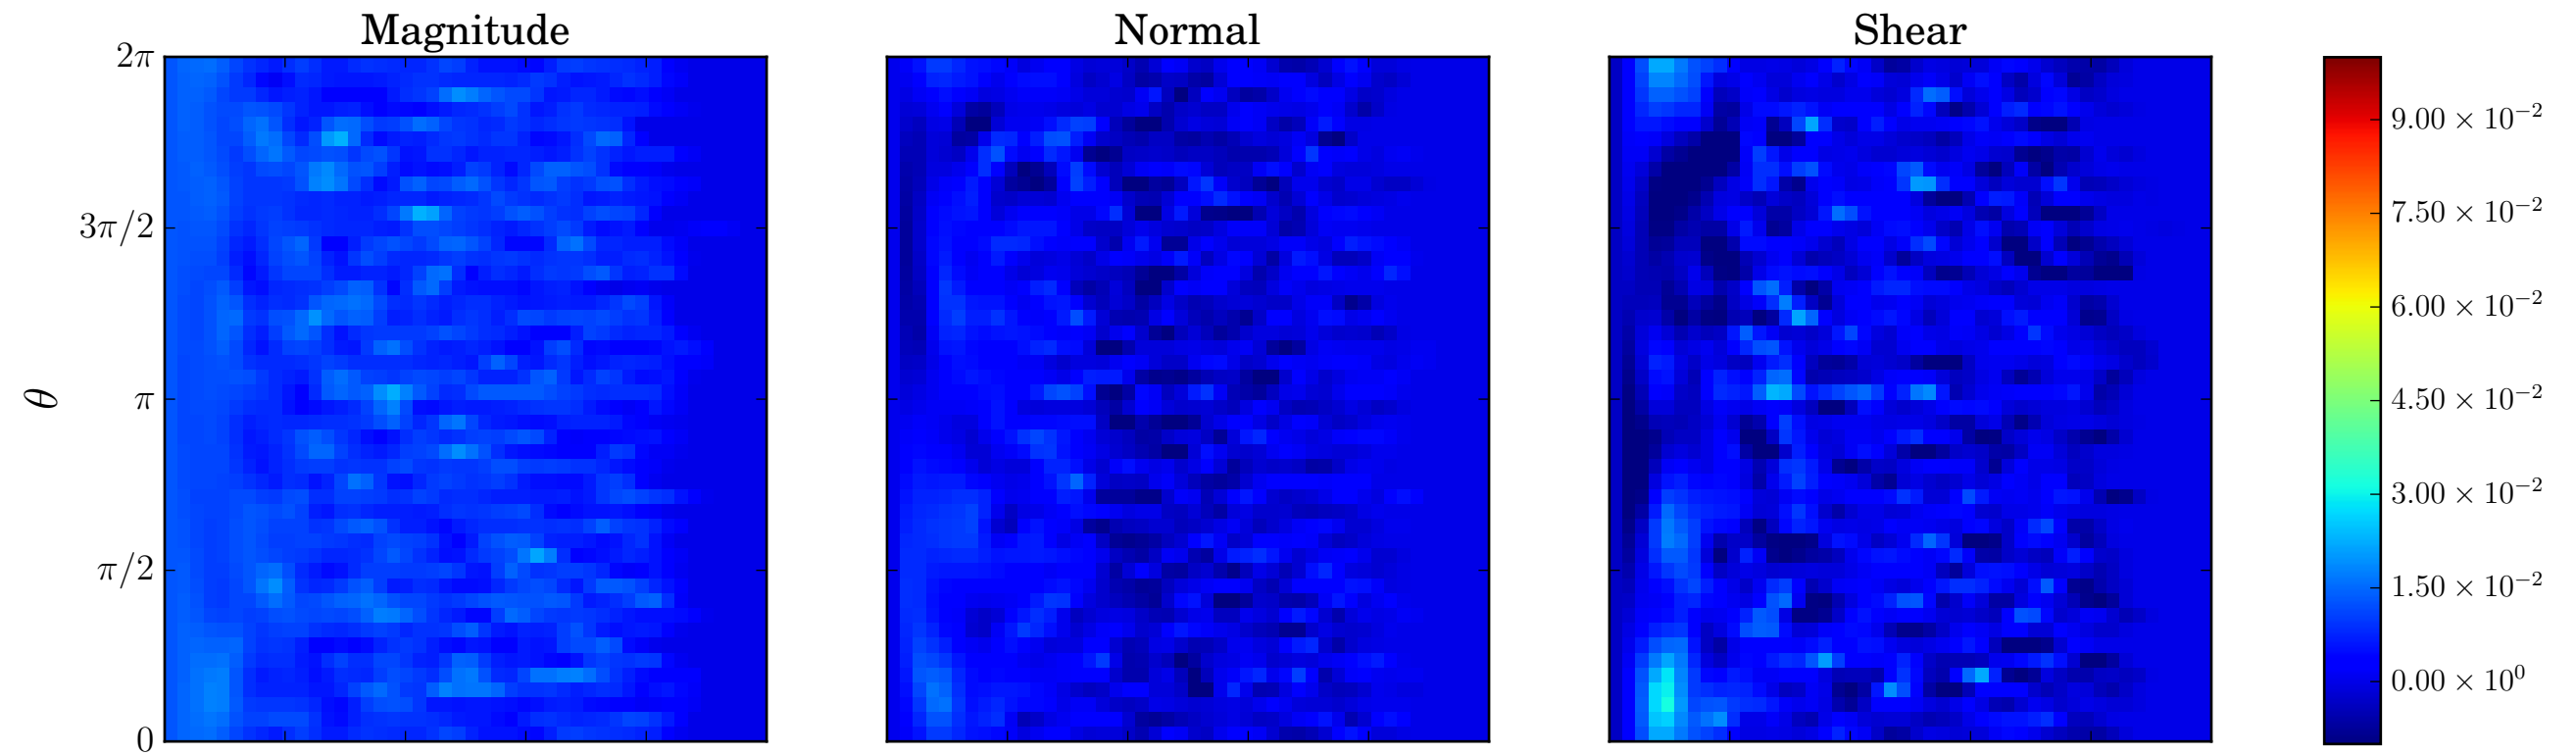 Magnitude
Normal
Shear
2π
3π/2
π
π/2
0
θ
9.00 × 10⁻²
7.50 × 10⁻²
6.00 × 10⁻²
4.50 × 10⁻²
3.00 × 10⁻²
1.50 × 10⁻²
0.00 × 10⁰